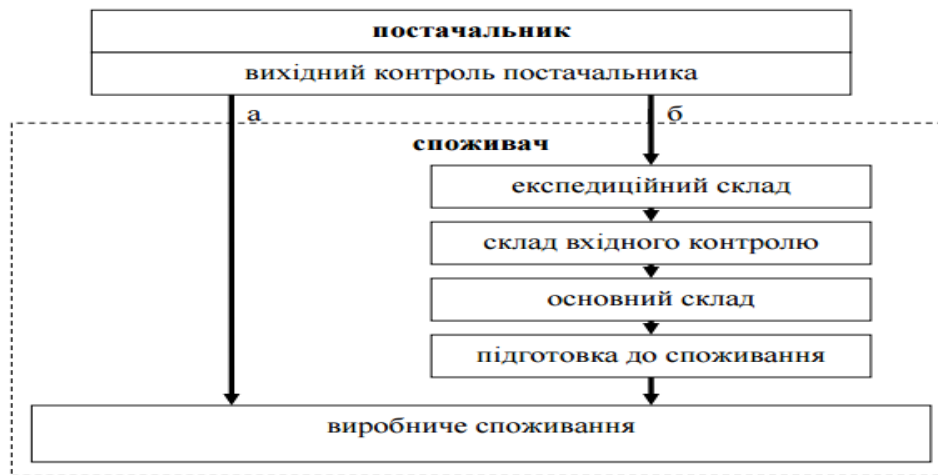 постачальник
вихідний контроль постачальника
а
б
споживач
експедиційний склад
склад вхідного контролю
основний склад
підготовка до споживання
виробниче споживання